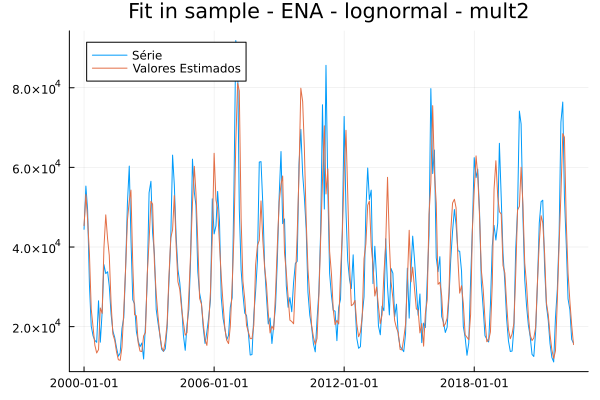 Fit in sample - ENA - lognormal - mult2
Série
Valores Estimados
8.0×10⁴
6.0×10⁴
4.0×10⁴
2.0×10⁴
2000-01-01 2006-01-01 2012-01-01 2018-01-01